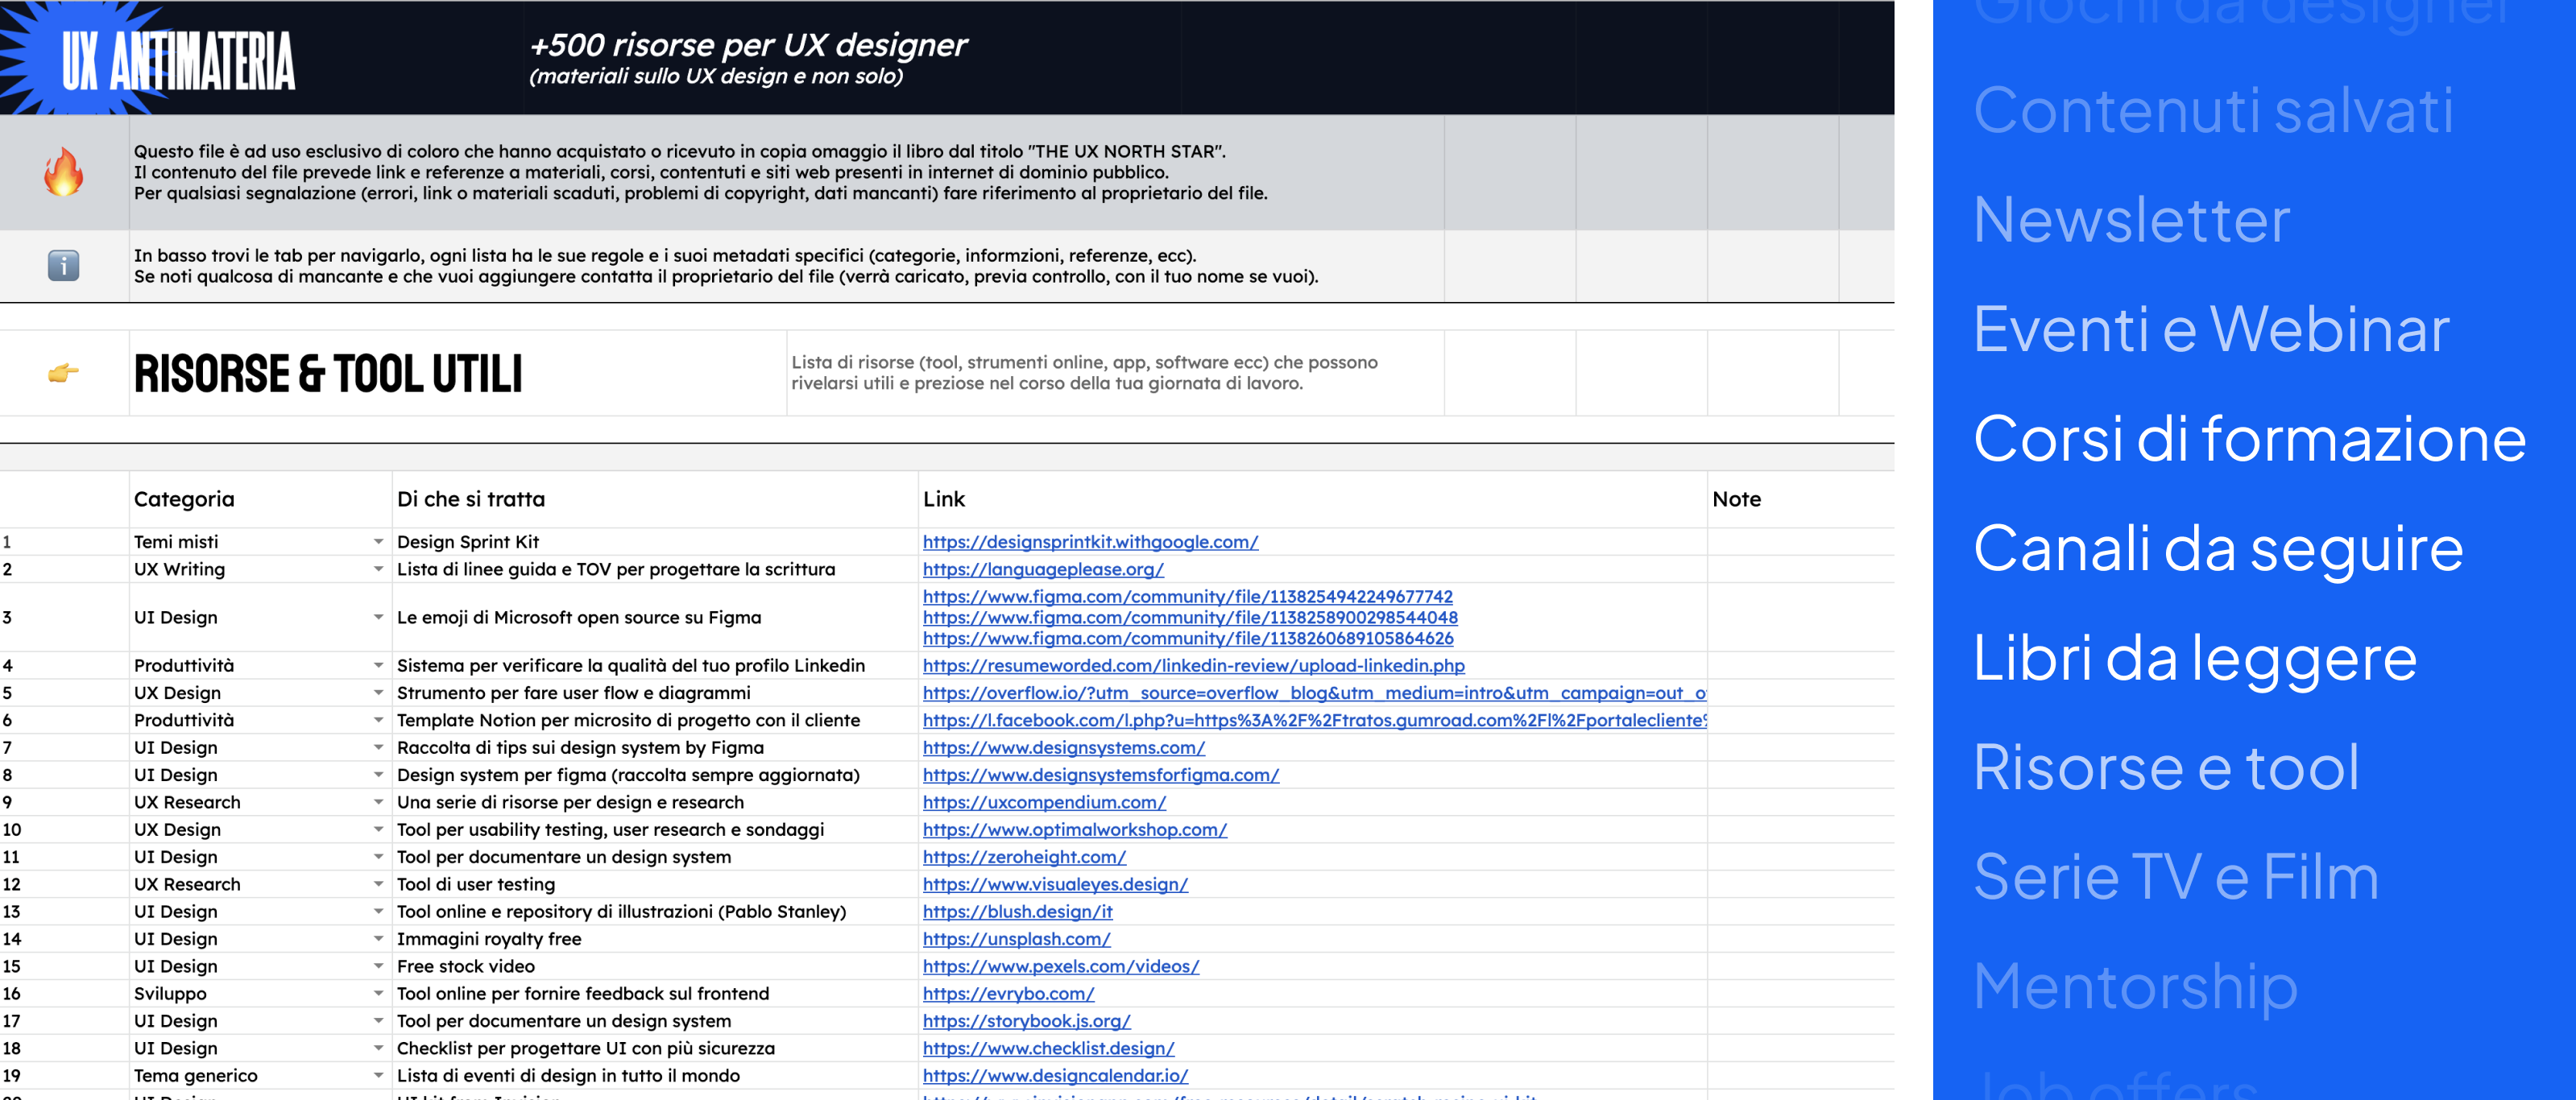 UX ANTIMATERIA
+500 risorse per UX designer
(materiali sullo UX design e non solo)
Questo file è ad uso esclusivo di coloro che hanno acquistato o ricevuto in copia omaggio il libro dal titolo "THE UX NORTH STAR".
Il contenuto del file prevede link e referenze a materiali, corsi, contentuti e siti web presenti in internet di dominio pubblico.
Per qualsiasi segnalazione (errori, link o materiali scaduti, problemi di copyright, dati mancanti) fare riferimento al proprietario del file.
In basso trovi le tab per navigarlo, ogni lista ha le sue regole e i suoi metadati specifici (categorie, informzioni, referenze, ecc).
Se noti qualcosa di mancante e che vuoi aggiungere contatta il proprietario del file (verrà caricato, previa controllo, con il tuo nome se vuoi).
RISORSE & TOOL UTILI
Lista di risorse (tool, strumenti online, app, software ecc) che possono
rivelarsi utili e preziose nel corso della tua giornata di lavoro.
Categoria Di che si tratta Link Note
1 Temi misti Design Sprint Kit https://designsprintkit.withgoogle.com/
2 UX Writing Lista di linee guida e TOV per progettare la scrittura https://languageplease.org/
3 UI Design Le emoji di Microsoft open source su Figma https://www.figma.com/community/file/1138254942249677742
https://www.figma.com/community/file/1138258900298544048
https://www.figma.com/community/file/1138260689105864626
4 Produttività Sistema per verificare la qualità del tuo profilo Linkedin https://resumeworded.com/linkedin-review/upload-linkedin.php
5 UX Design Strumento per fare user flow e diagrammi https://overflow.io/?utm_source=overflow_blog&utm_medium=intro&utm_campaign=out_o
6 Produttività Template Notion per microsito di progetto con il cliente https://l.facebook.com/l.php?u=https%3A%2F%2Ftratos.gumroad.com%2Fl%2Fportalecliente%
7 UI Design Raccolta di tips sui design system by Figma https://www.designsystems.com/
8 UI Design Design system per figma (raccolta sempre aggiornata) https://www.designsystemsforfigma.com/
9 UX Research Una serie di risorse per design e research https://uxcompendium.com/
10 UX Design Tool per usability testing, user research e sondaggi https://www.optimalworkshop.com/
11 UI Design Tool per documentare un design system https://zeroheight.com/
12 UX Research Tool di user testing https://www.visualeyes.design/
13 UI Design Tool online e repository di illustrazioni (Pablo Stanley) https://blush.design/it
14 UI Design Immagini royalty free https://unsplash.com/
15 UI Design Free stock video https://www.pexels.com/videos/
16 Sviluppo Tool online per fornire feedback sul frontend https://evrybo.com/
17 UI Design Tool per documentare un design system https://storybook.js.org/
18 UI Design Checklist per progettare UI con più sicurezza https://www.checklist.design/
19 Tema generico Lista di eventi di design in tutto il mondo https://www.designcalendar.io/
Giochi da designer
Contenuti salvati
Newsletter
Eventi e Webinar
Corsi di formazione
Canali da seguire
Libri da leggere
Risorse e tool
Serie TV e Film
Mentorship
Job offers